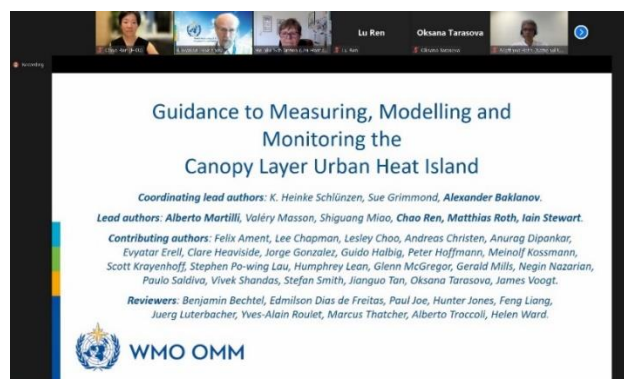 Lu Ren
Oksana Tarasova
Lu Ren
Oksana Tarasova
Recording
Guidance to Measuring, Modelling and
Monitoring the
Canopy Layer Urban Heat Island
Coordinating lead authors: K. Heinke Schlünzen, Sue Grimmond, Alexander Baklanov.
Lead authors: Alberto Martilli, Valéry Masson, Shiguang Miao, Chao Ren, Matthias Roth, Iain Stewart.
Contributing authors: Felix Ament, Lee Chapman, Lesley Choo, Andreas Christen, Anurag Dipankar,
Evyatar Erell, Clare Heaviside, Jorge Gonzalez, Guido Halbig, Peter Hoffmann, Meinolf Kossmann,
Scott Krayenhoff, Stephen Po-wing Lau, Humphrey Lean, Glenn McGregor, Gerald Mills, Negin Nazarian,
Paulo Saldiva, Vivek Shandas, Stefan Smith, Jianguo Tan, Oksana Tarasova, James Voogt.
Reviewers: Benjamin Bechtel, Edmilson Dias de Freitas, Paul Joe, Hunter Jones, Feng Liang,
Juerg Luterbacher, Yves-Alain Roulet, Marcus Thatcher, Alberto Troccoli, Helen Ward.
WMO OMM